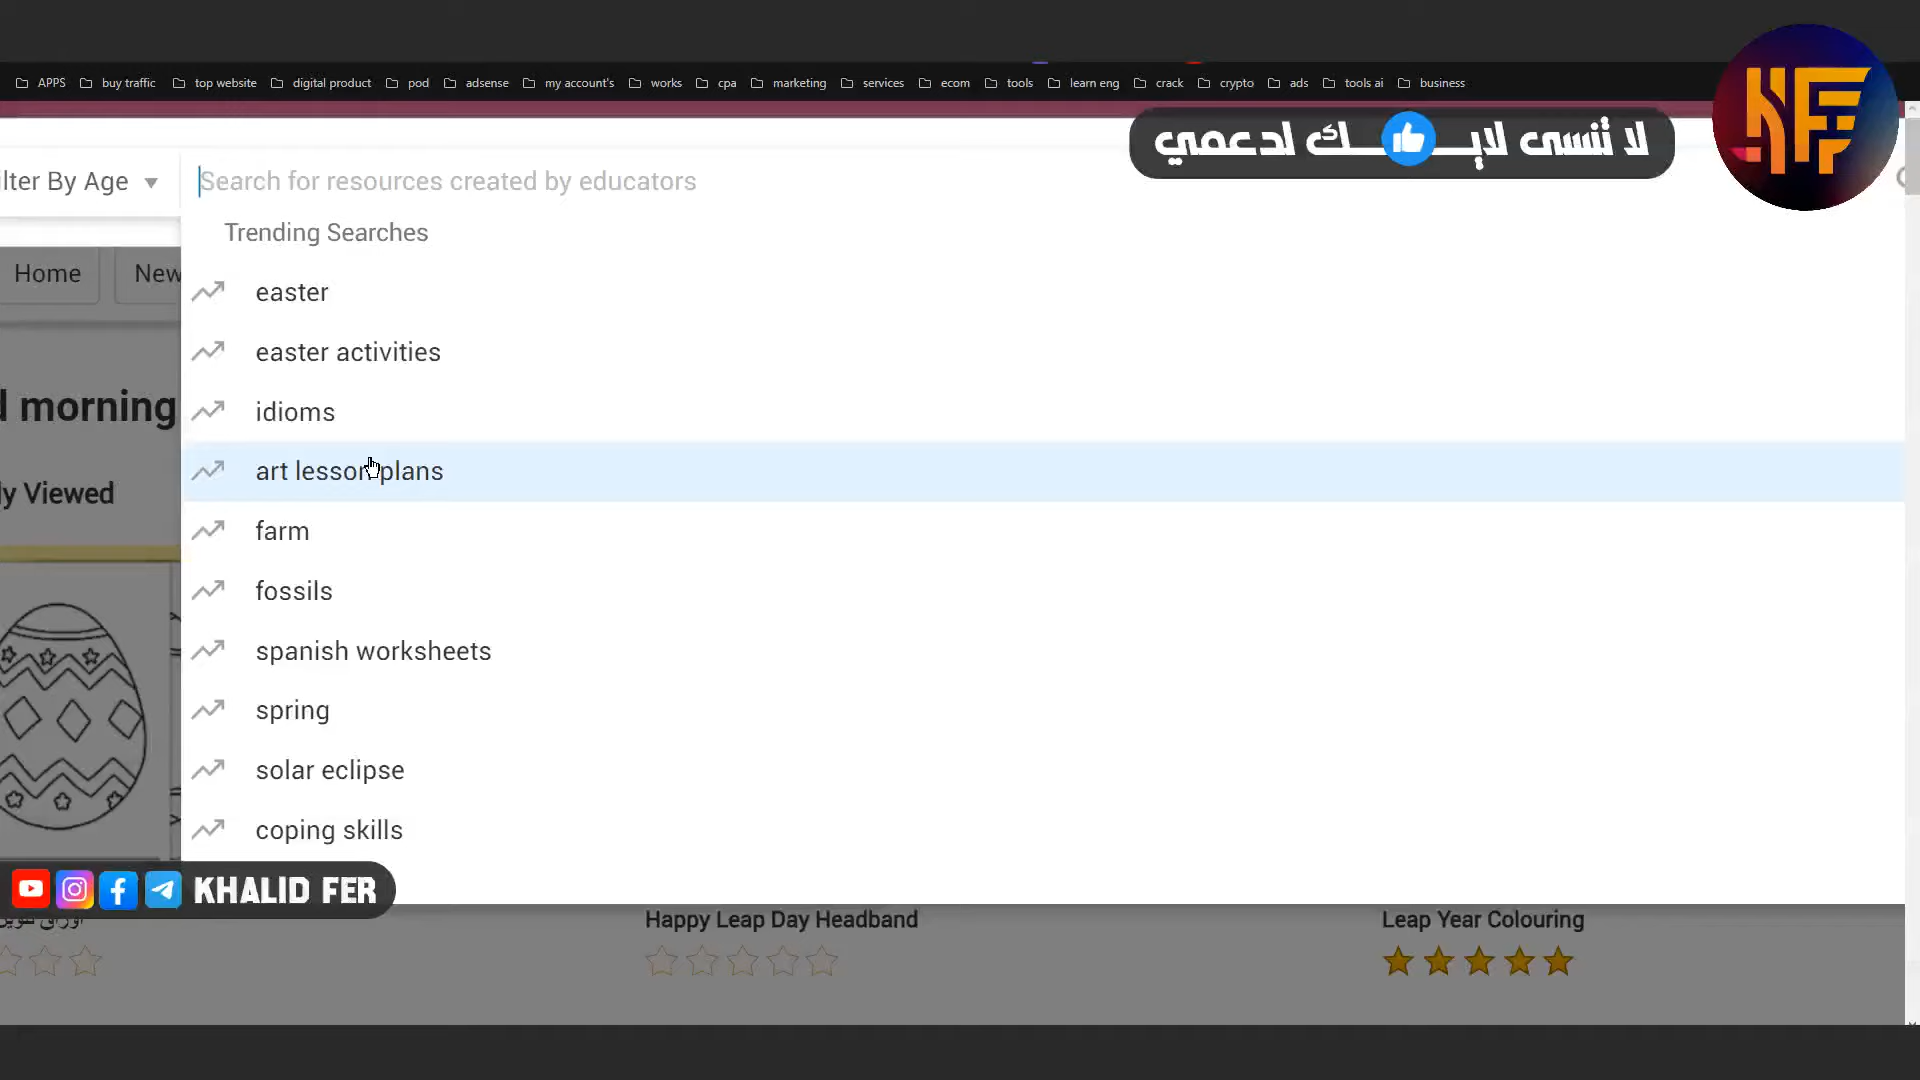 APPS buy traffic top website digital product pod adsense my account's works cpa marketing services ecom tools learn eng crack crypto ads tools ai business
لا تنسى لايـــك لدعمي
KF
ilter By Age
Search for resources created by educators
Trending Searches
Home
New
easter
easter activities
d morning
idioms
art lesson plans
ly Viewed
farm
fossils
spanish worksheets
spring
solar eclipse
coping skills
KHALID FER
Happy Leap Day Headband
Leap Year Colouring